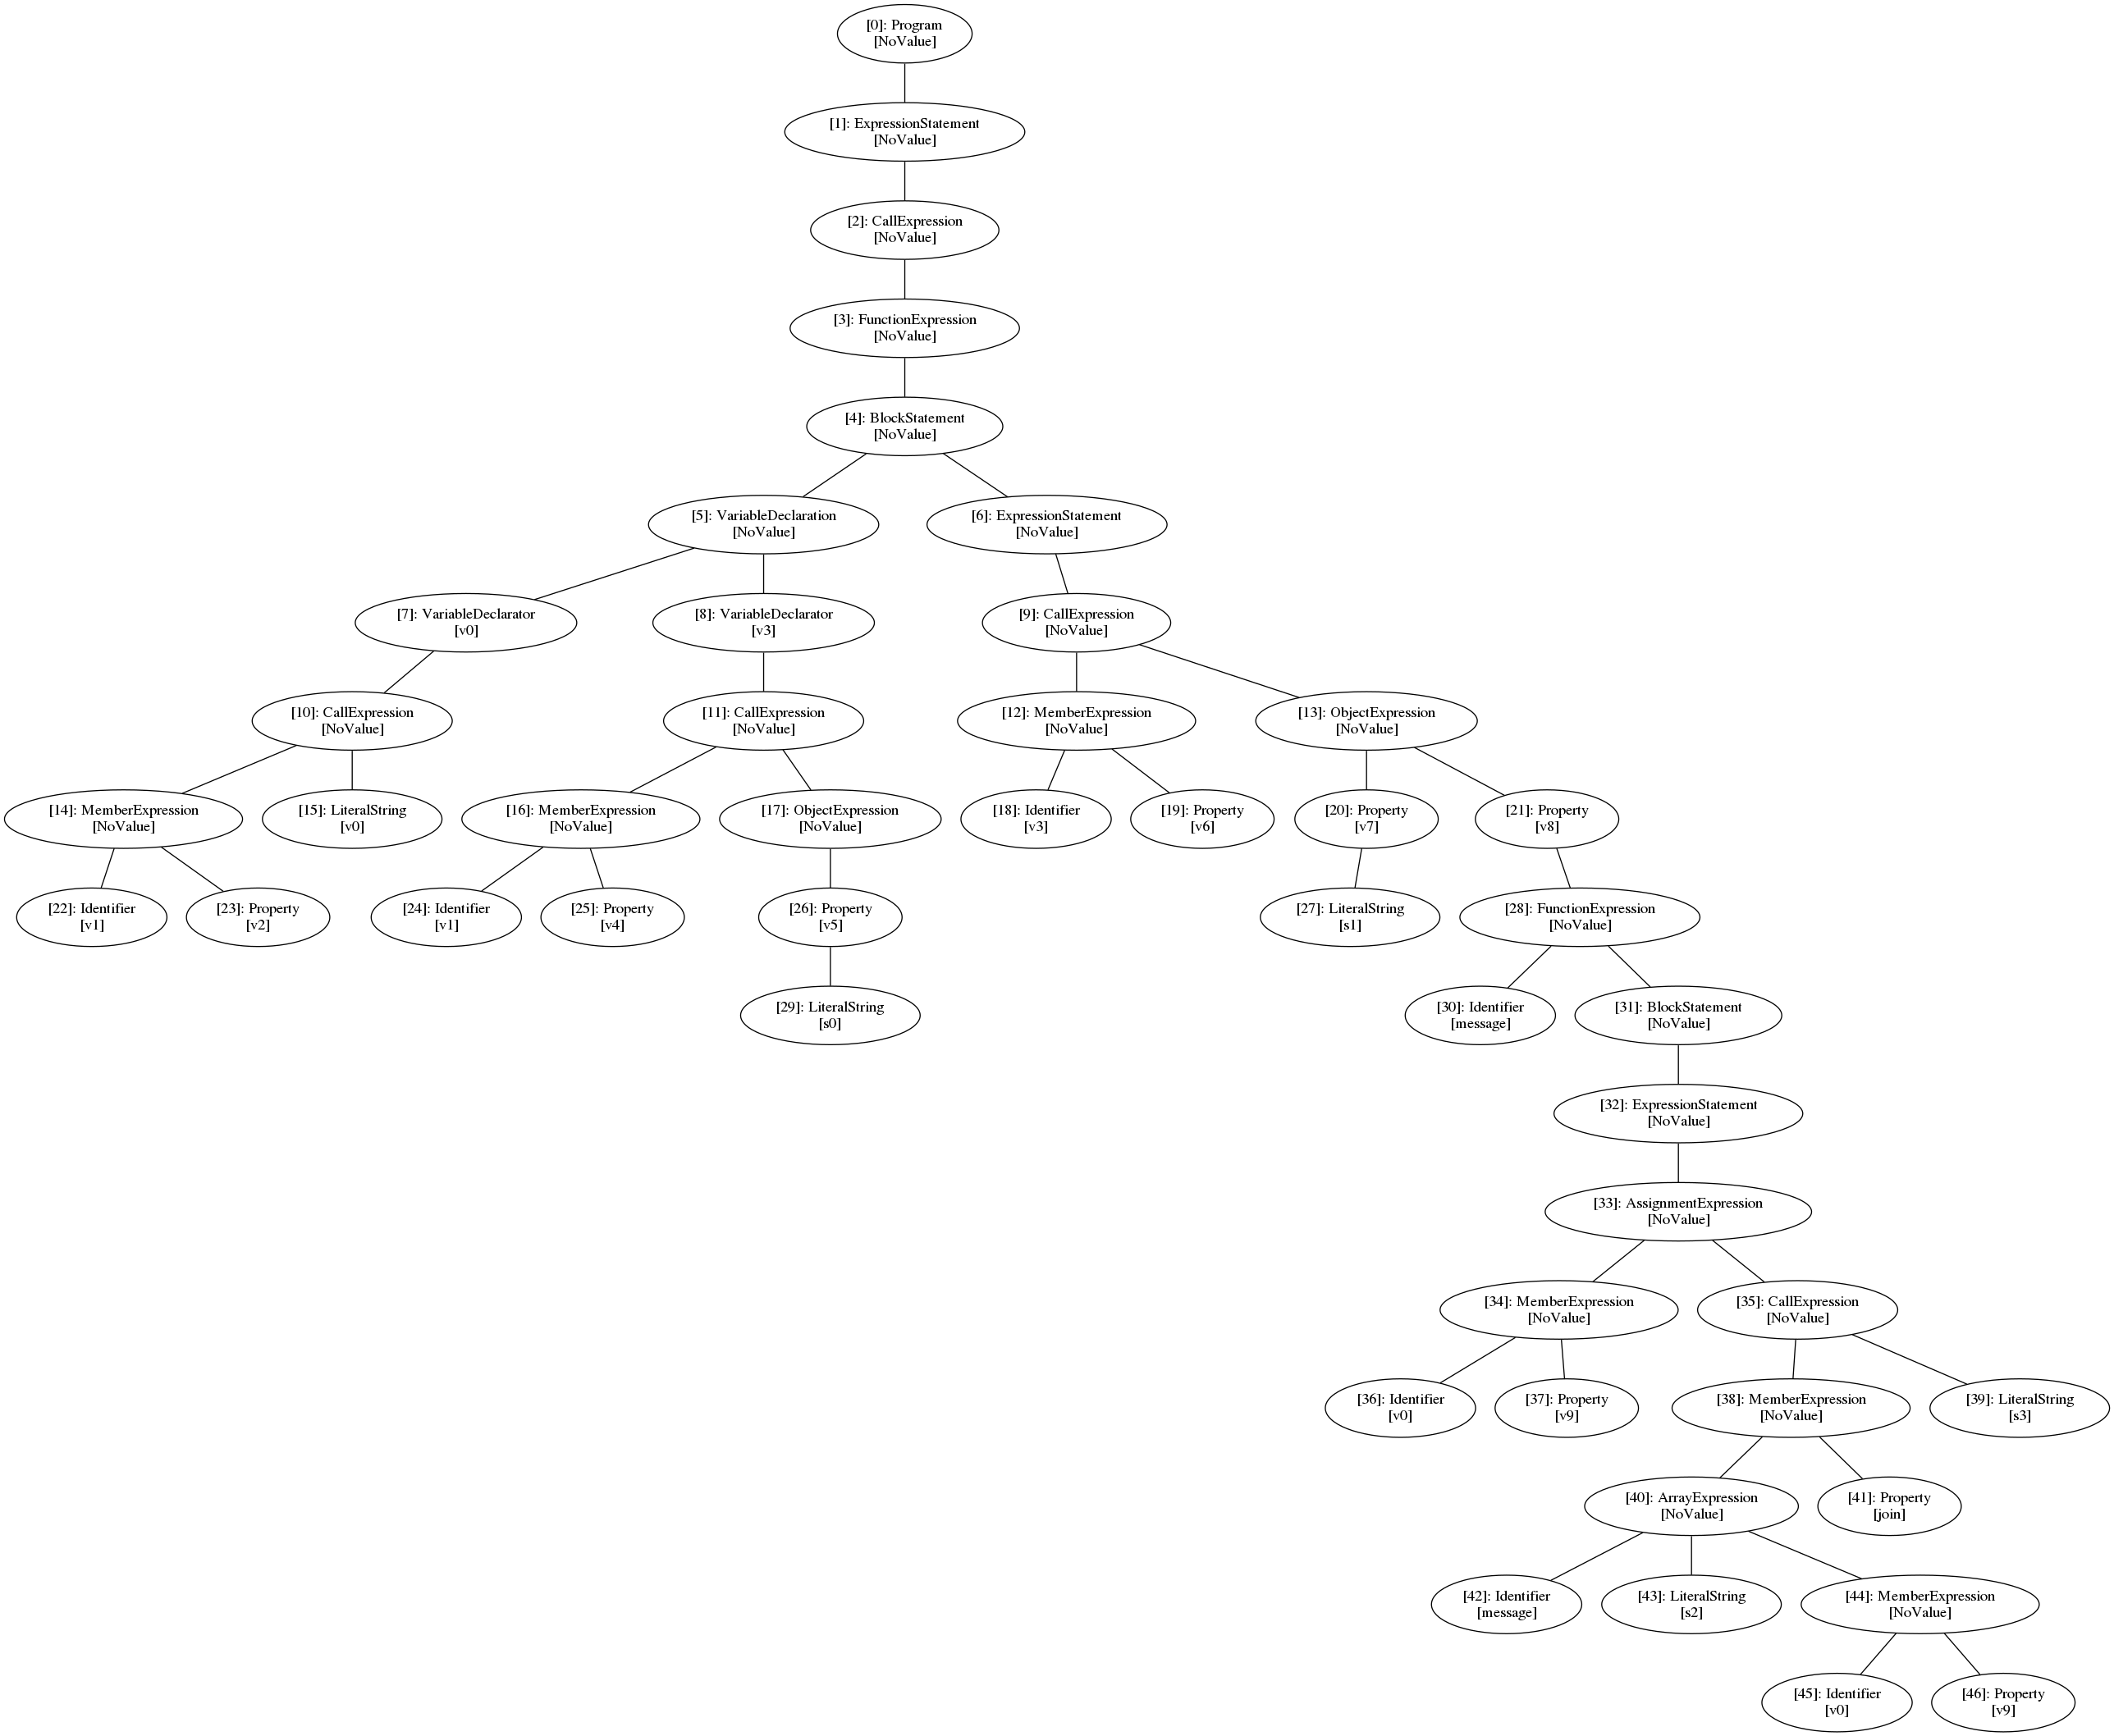 [0]: Program
[NoValue]
[1]: ExpressionStatement
[NoValue]
[2]: CallExpression
[NoValue]
[3]: FunctionExpression
[NoValue]
[4]: BlockStatement
[NoValue]
[5]: VariableDeclaration
[NoValue]
[6]: ExpressionStatement
[NoValue]
[7]: VariableDeclarator
[v0]
[8]: VariableDeclarator
[v3]
[9]: CallExpression
[NoValue]
[10]: CallExpression
[NoValue]
[11]: CallExpression
[NoValue]
[12]: MemberExpression
[NoValue]
[13]: ObjectExpression
[NoValue]
[14]: MemberExpression
[NoValue]
[15]: LiteralString
[v0]
[16]: MemberExpression
[NoValue]
[17]: ObjectExpression
[NoValue]
[18]: Identifier
[v3]
[19]: Property
[v6]
[20]: Property
[v7]
[21]: Property
[v8]
[22]: Identifier
[v1]
[23]: Property
[v2]
[24]: Identifier
[v1]
[25]: Property
[v4]
[26]: Property
[v5]
[27]: LiteralString
[s1]
[28]: FunctionExpression
[NoValue]
[29]: LiteralString
[s0]
[30]: Identifier
[message]
[31]: BlockStatement
[NoValue]
[32]: ExpressionStatement
[NoValue]
[33]: AssignmentExpression
[NoValue]
[34]: MemberExpression
[NoValue]
[35]: CallExpression
[NoValue]
[36]: Identifier
[v0]
[37]: Property
[v9]
[38]: MemberExpression
[NoValue]
[39]: LiteralString
[s3]
[40]: ArrayExpression
[NoValue]
[41]: Property
[join]
[42]: Identifier
[message]
[43]: LiteralString
[s2]
[44]: MemberExpression
[NoValue]
[45]: Identifier
[v0]
[46]: Property
[v9]